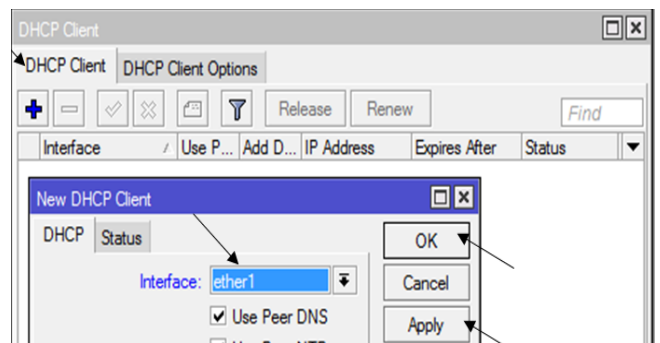 DHCP Client
DHCP Client DHCP Client Options
Release Renew Find
Interface Use P... Add D... IP Address Expires After Status
New DHCP Client
DHCP Status OK
Interface: ether1 Cancel
Use Peer DNS Apply